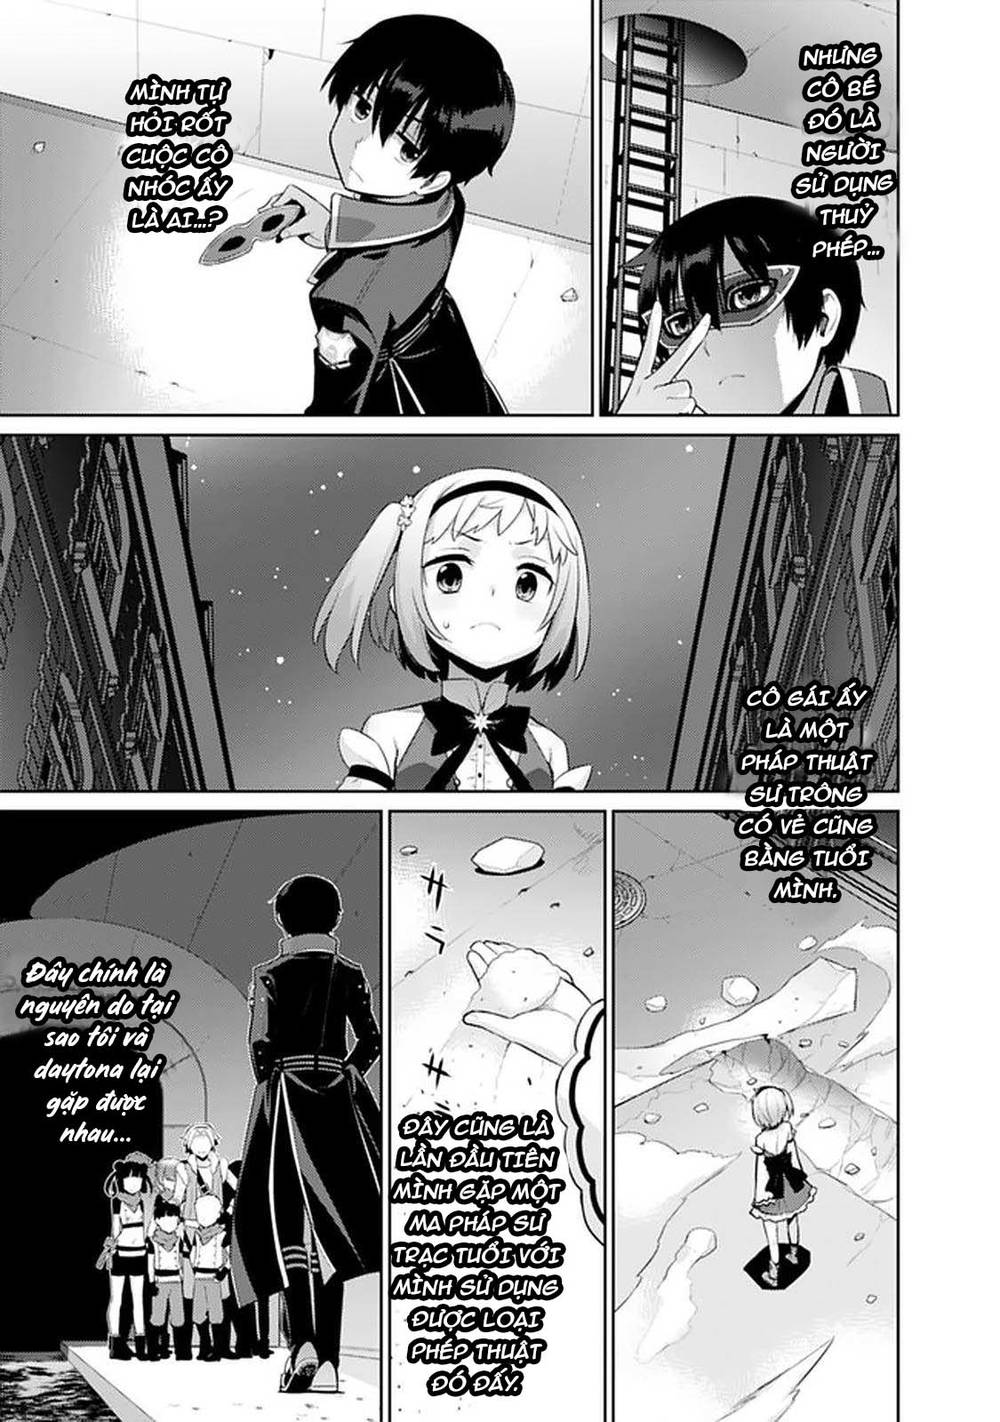 NHƯNG
CÔ BÉ
ĐÓ LÀ
NGƯỜI
SỬ DỤNG
THUỶ
PHÉP...
MÌNH TỰ
HỎI RỐT
CUỘC CÔ
NHÓC ẤY
LÀ AI...?
CÔ GÁI ẤY
LÀ MỘT
PHÁP THUẬT
SƯ TRÔNG
CÓ VẺ CŨNG
BẰNG TUỔI
MÌNH.
ĐÂY CŨNG LÀ
LẦN ĐẦU TIÊN
MÌNH GẶP MỘT
MA PHÁP SƯ
TRẠC TUỔI VỚI
MÌNH SỬ DỤNG
ĐƯỢC LOẠI
PHÉP THUẬT
ĐÓ ĐẤY.
Đây chính là
nguyên do tại
sao tôi và
daytona lại
gặp được
nhau...